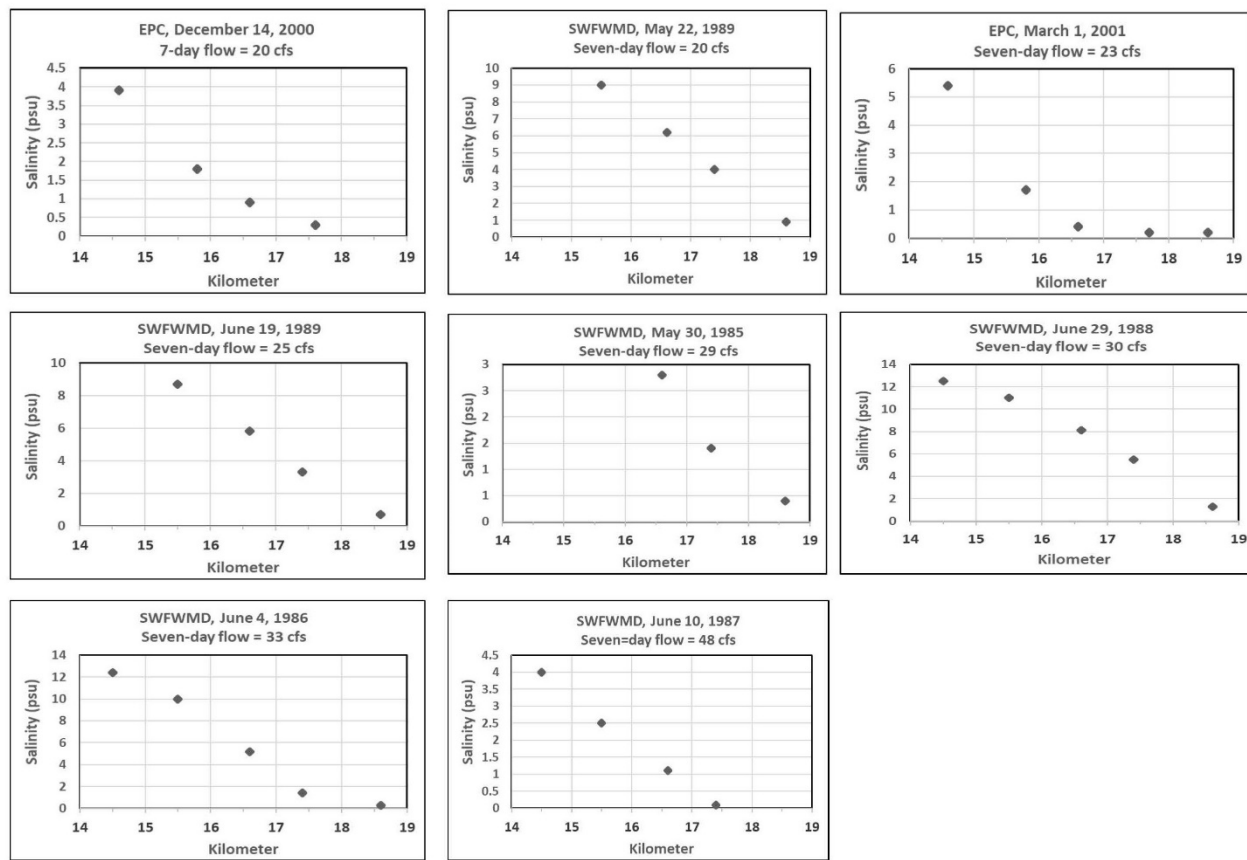 EPC, December 14, 2000
7-day flow = 20 cfs
4.5
4
3.5
3
2.5
2
1.5
1
0.5
0
Salinity (psu)
14 15 16 17 18 19
Kilometer
SWFWMD, May 22, 1989
Seven-day flow = 20 cfs
10
9
8
7
6
5
4
3
2
1
0
Salinity (psu)
14 15 16 17 18 19
Kilometer
EPC, March 1, 2001
Seven-day flow = 23 cfs
6
5
4
3
2
1
0
Salinity (psu)
14 15 16 17 18 19
Kilometer
SWFWMD, June 19, 1989
Seven-day flow = 25 cfs
10
8
6
4
2
0
Salinity (psu)
14 15 16 17 18 19
Kilometer
SWFWMD, May 30, 1985
Seven-day flow = 29 cfs
3
3
2
2
1
1
0
Salinity (psu)
14 15 16 17 18 19
Kilometer
SWFWMD, June 29, 1988
Seven-day flow = 30 cfs
14
12
10
8
6
4
2
0
Salinity (psu)
14 15 16 17 18 19
Kilometer
SWFWMD, June 4, 1986
Seven-day flow = 33 cfs
14
12
10
8
6
4
2
0
Salinity (psu)
14 15 16 17 18 19
Kilometer
SWFWMD, June 10, 1987
Seven=day flow = 48 cfs
4.5
4
3.5
3
2.5
2
1.5
1
0.5
0
Salinity (psu)
14 15 16 17 18 19
Kilometer